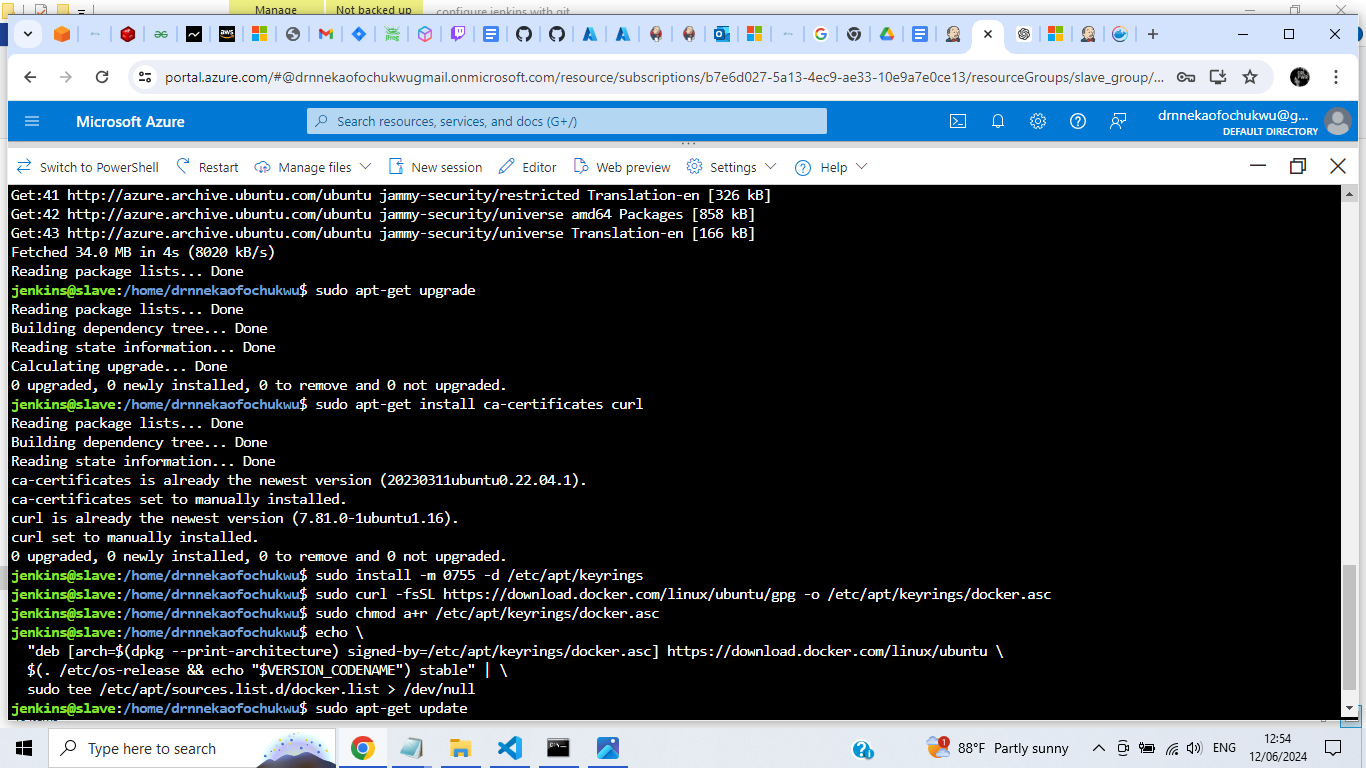 Manage
Not backed up
configure jenkins with git
portal.azure.com/#@drnnekaofochukwugmail.onmicrosoft.com/resource/subscriptions/b7e6d027-5a13-4ec9-ae33-10e9a7e0ce13/resourceGroups/slave_group/...
Microsoft Azure
Search resources, services, and docs (G+/)
drnnekaofochukwu@g...
DEFAULT DIRECTORY
Switch to PowerShell Restart Manage files New session Editor Web preview Settings Help
Get:41 http://azure.archive.ubuntu.com/ubuntu jammy-security/restricted Translation-en [326 kB]
Get:42 http://azure.archive.ubuntu.com/ubuntu jammy-security/universe amd64 Packages [858 kB]
Get:43 http://azure.archive.ubuntu.com/ubuntu jammy-security/universe Translation-en [166 kB]
Fetched 34.0 MB in 4s (8020 kB/s)
Reading package lists... Done
jenkins@slave:/home/drnnekaofochukwu$ sudo apt-get upgrade
Reading package lists... Done
Building dependency tree... Done
Reading state information... Done
Calculating upgrade... Done
0 upgraded, 0 newly installed, 0 to remove and 0 not upgraded.
jenkins@slave:/home/drnnekaofochukwu$ sudo apt-get install ca-certificates curl
Reading package lists... Done
Building dependency tree... Done
Reading state information... Done
ca-certificates is already the newest version (20230311ubuntu0.22.04.1).
ca-certificates set to manually installed.
curl is already the newest version (7.81.0-1ubuntu1.16).
curl set to manually installed.
0 upgraded, 0 newly installed, 0 to remove and 0 not upgraded.
jenkins@slave:/home/drnnekaofochukwu$ sudo install -m 0755 -d /etc/apt/keyrings
jenkins@slave:/home/drnnekaofochukwu$ sudo curl -fsSL https://download.docker.com/linux/ubuntu/gpg -o /etc/apt/keyrings/docker.asc
jenkins@slave:/home/drnnekaofochukwu$ sudo chmod a+r /etc/apt/keyrings/docker.asc
jenkins@slave:/home/drnnekaofochukwu$ echo \
"deb [arch=$(dpkg --print-architecture) signed-by=/etc/apt/keyrings/docker.asc] https://download.docker.com/linux/ubuntu \
$(. /etc/os-release && echo "$VERSION_CODENAME") stable" | \
sudo tee /etc/apt/sources.list.d/docker.list > /dev/null
jenkins@slave:/home/drnnekaofochukwu$ sudo apt-get update
Type here to search
1
88°F Partly sunny
ENG
12:54
12/06/2024